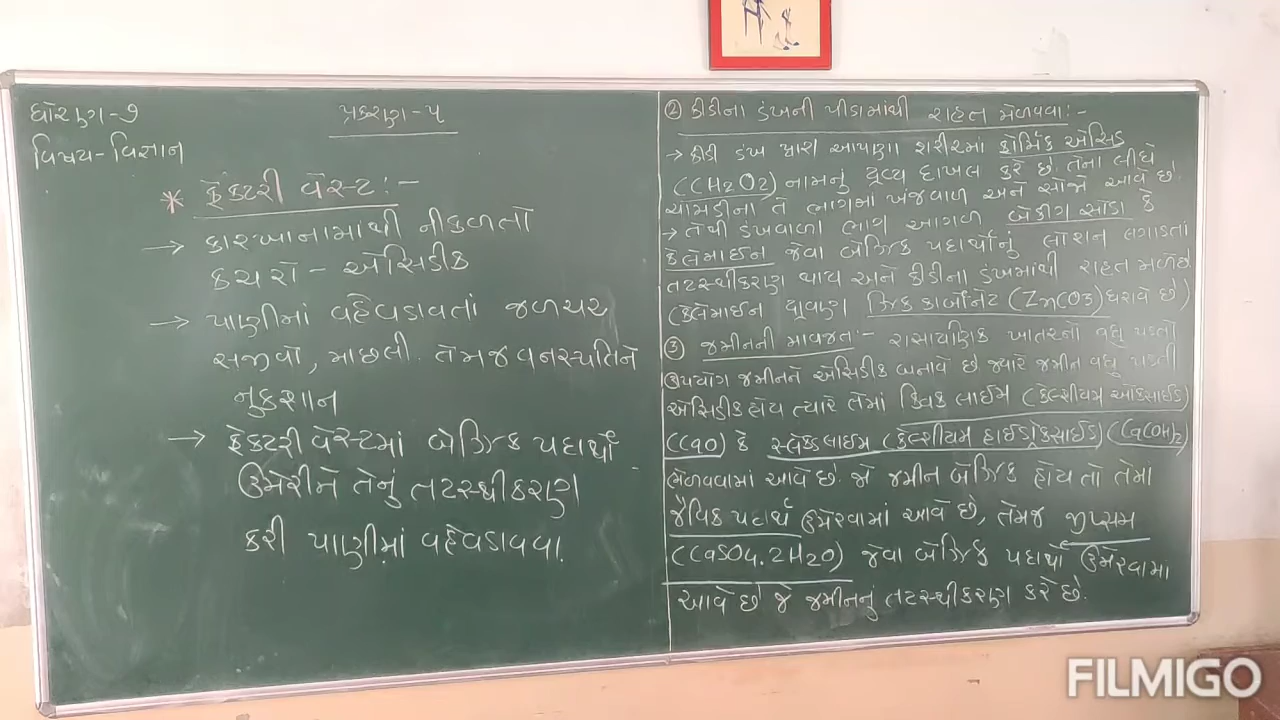 ધોરણ-૭
વિષય-વિજ્ઞાન
પ્રકરણ-૫
* ફેક્ટરી વેસ્ટ:-
→ કારખાનામાંથી નીકળતો
કચરો - એસિડીક
→ પાણીમાં વહેવડાવતાં જળચર
સજીવો, માછલી તેમજ વનસ્પતિને
નુકશાન
→ ફેક્ટરી વેસ્ટમાં બેઝિક પદાર્થો
ઉમેરીને તેનું તટસ્થીકરણ
કરી પાણીમાં વહેવડાવવા.
② કીડીના ડંખની પીડામાંથી રાહત મેળવવા:-
→ કીડી ડંખ દ્વારા આપણા શરીરમાં ફોર્મિક એસિડ
(CH2O2) નામનું દ્રવ્ય દાખલ કરે છે. તેના લીધે
ચામડીના તે ભાગમાં ખંજવાળ અને સોજો આવે છે.
→ તેથી ડંખવાળા ભાગ આગળ બેકીંગ સોડા કે
કેલેમાઈન જેવા બેઝિક પદાર્થોનું લોશન લગાડતાં
તટસ્થીકરણ થાય અને કીડીના ડંખમાંથી રાહત મળેછે
(કેલેમાઈન દ્રાવણ ઝિંક કાર્બોનેટ (ZnCO3) ધરાવે છે)
③ જમીનની માવજત:- રાસાયણિક ખાતરનો વધુ પડતો
ઉપયોગ જમીનને એસિડીક બનાવે છે જ્યારે જમીન વધુ પડતી
એસિડીક હોય ત્યારે તેમાં ક્વિક લાઈમ (કેલ્શીયમ ઓક્સાઈડ)
(CaO) કે સ્લેક્ડ લાઇમ (કેલ્શીયમ હાઈડ્રોક્સાઈડ) (Ca(OH)2)
ભેળવવામાં આવે છે. જો જમીન બેઝિક હોય તો તેમા
જૈવિક પદાર્થ ઉમેરવામાં આવે છે, તેમજ જીપ્સમ
(CaSO4.2H2O) જેવા બેઝિક પદાર્થો ઉમેરવામા
આવે છે જે જમીનનું તટસ્થીકરણ કરે છે.
FILMIGO